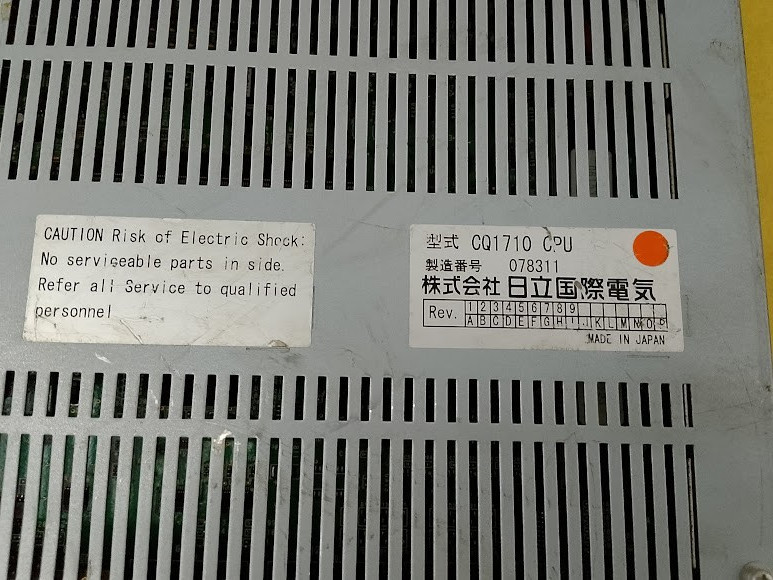 CAUTION Risk of Electric Shock:
No serviceable parts in side.
Refer all Service to qualified
personnel
型式 CQ1710 CPU
製造番号 078311
株式会社 日立国際電気
Rev. 1 2 3 4 5 6 7 8 9
A B C D E F G H I J K L M N O P
MADE IN JAPAN